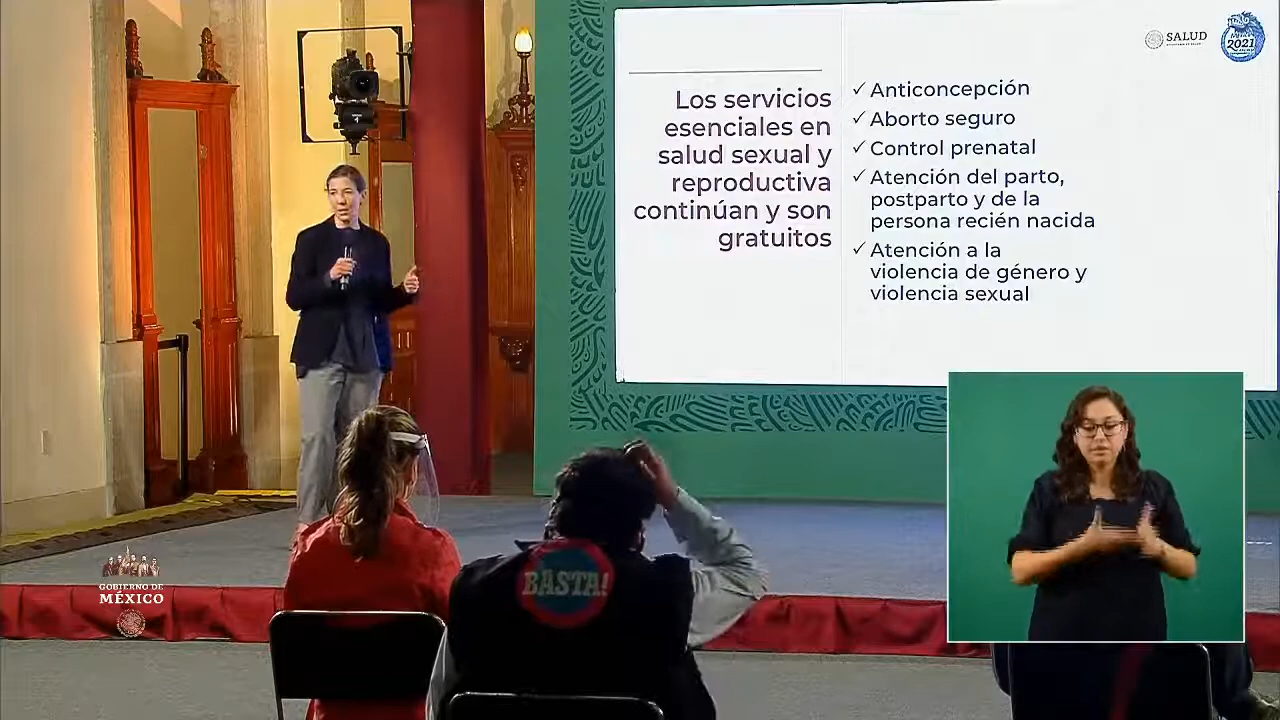 Los servicios
esenciales en
salud sexual y
reproductiva
continúan y son
gratuitos
✓ Anticoncepción
✓ Aborto seguro
✓ Control prenatal
✓ Atención del parto,
postparto y de la
persona recién nacida
✓ Atención a la
violencia de género y
violencia sexual
SALUD
México
2021
BASTA!
GOBIERNO DE
MÉXICO